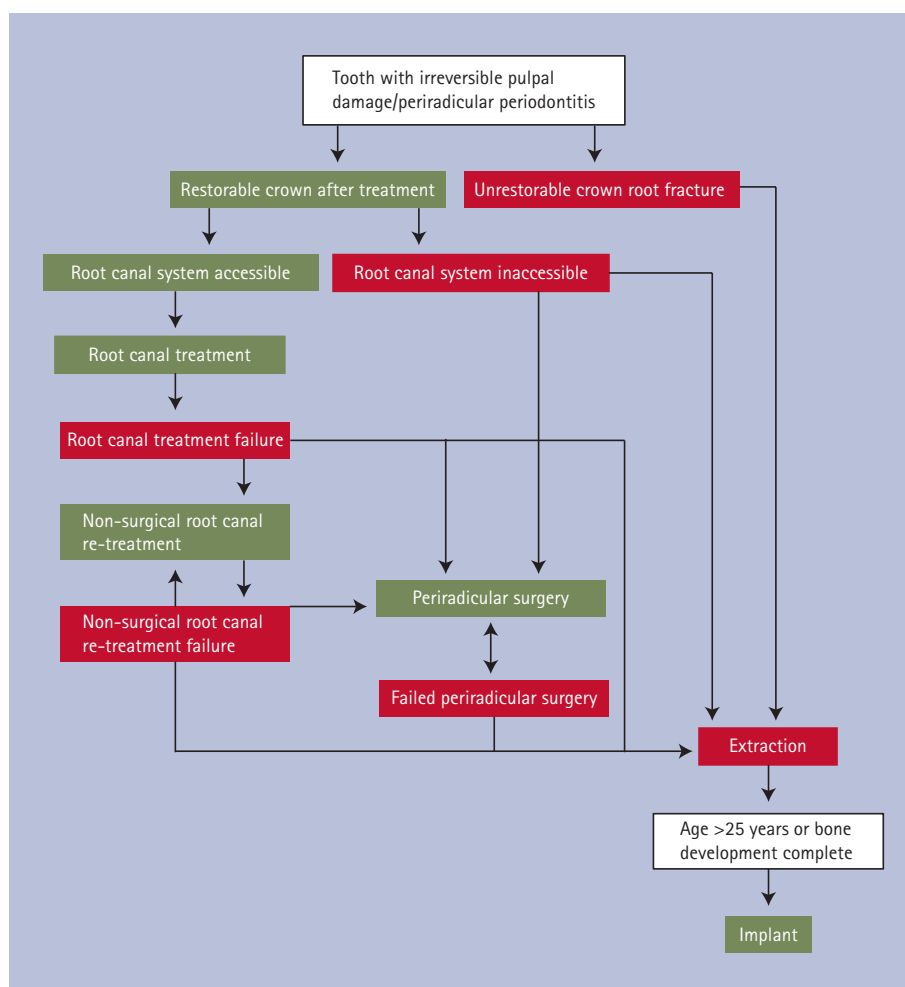 Tooth with irreversible pulpal
damage/periradicular periodontitis
Restorable crown after treatment
Unrestorable crown root fracture
Root canal system accessible
Root canal system inaccessible
Root canal treatment
Root canal treatment failure
Non-surgical root canal
re-treatment
Periradicular surgery
Non-surgical root canal
re-treatment failure
Failed periradicular surgery
Extraction
Age >25 years or bone
development complete
Implant